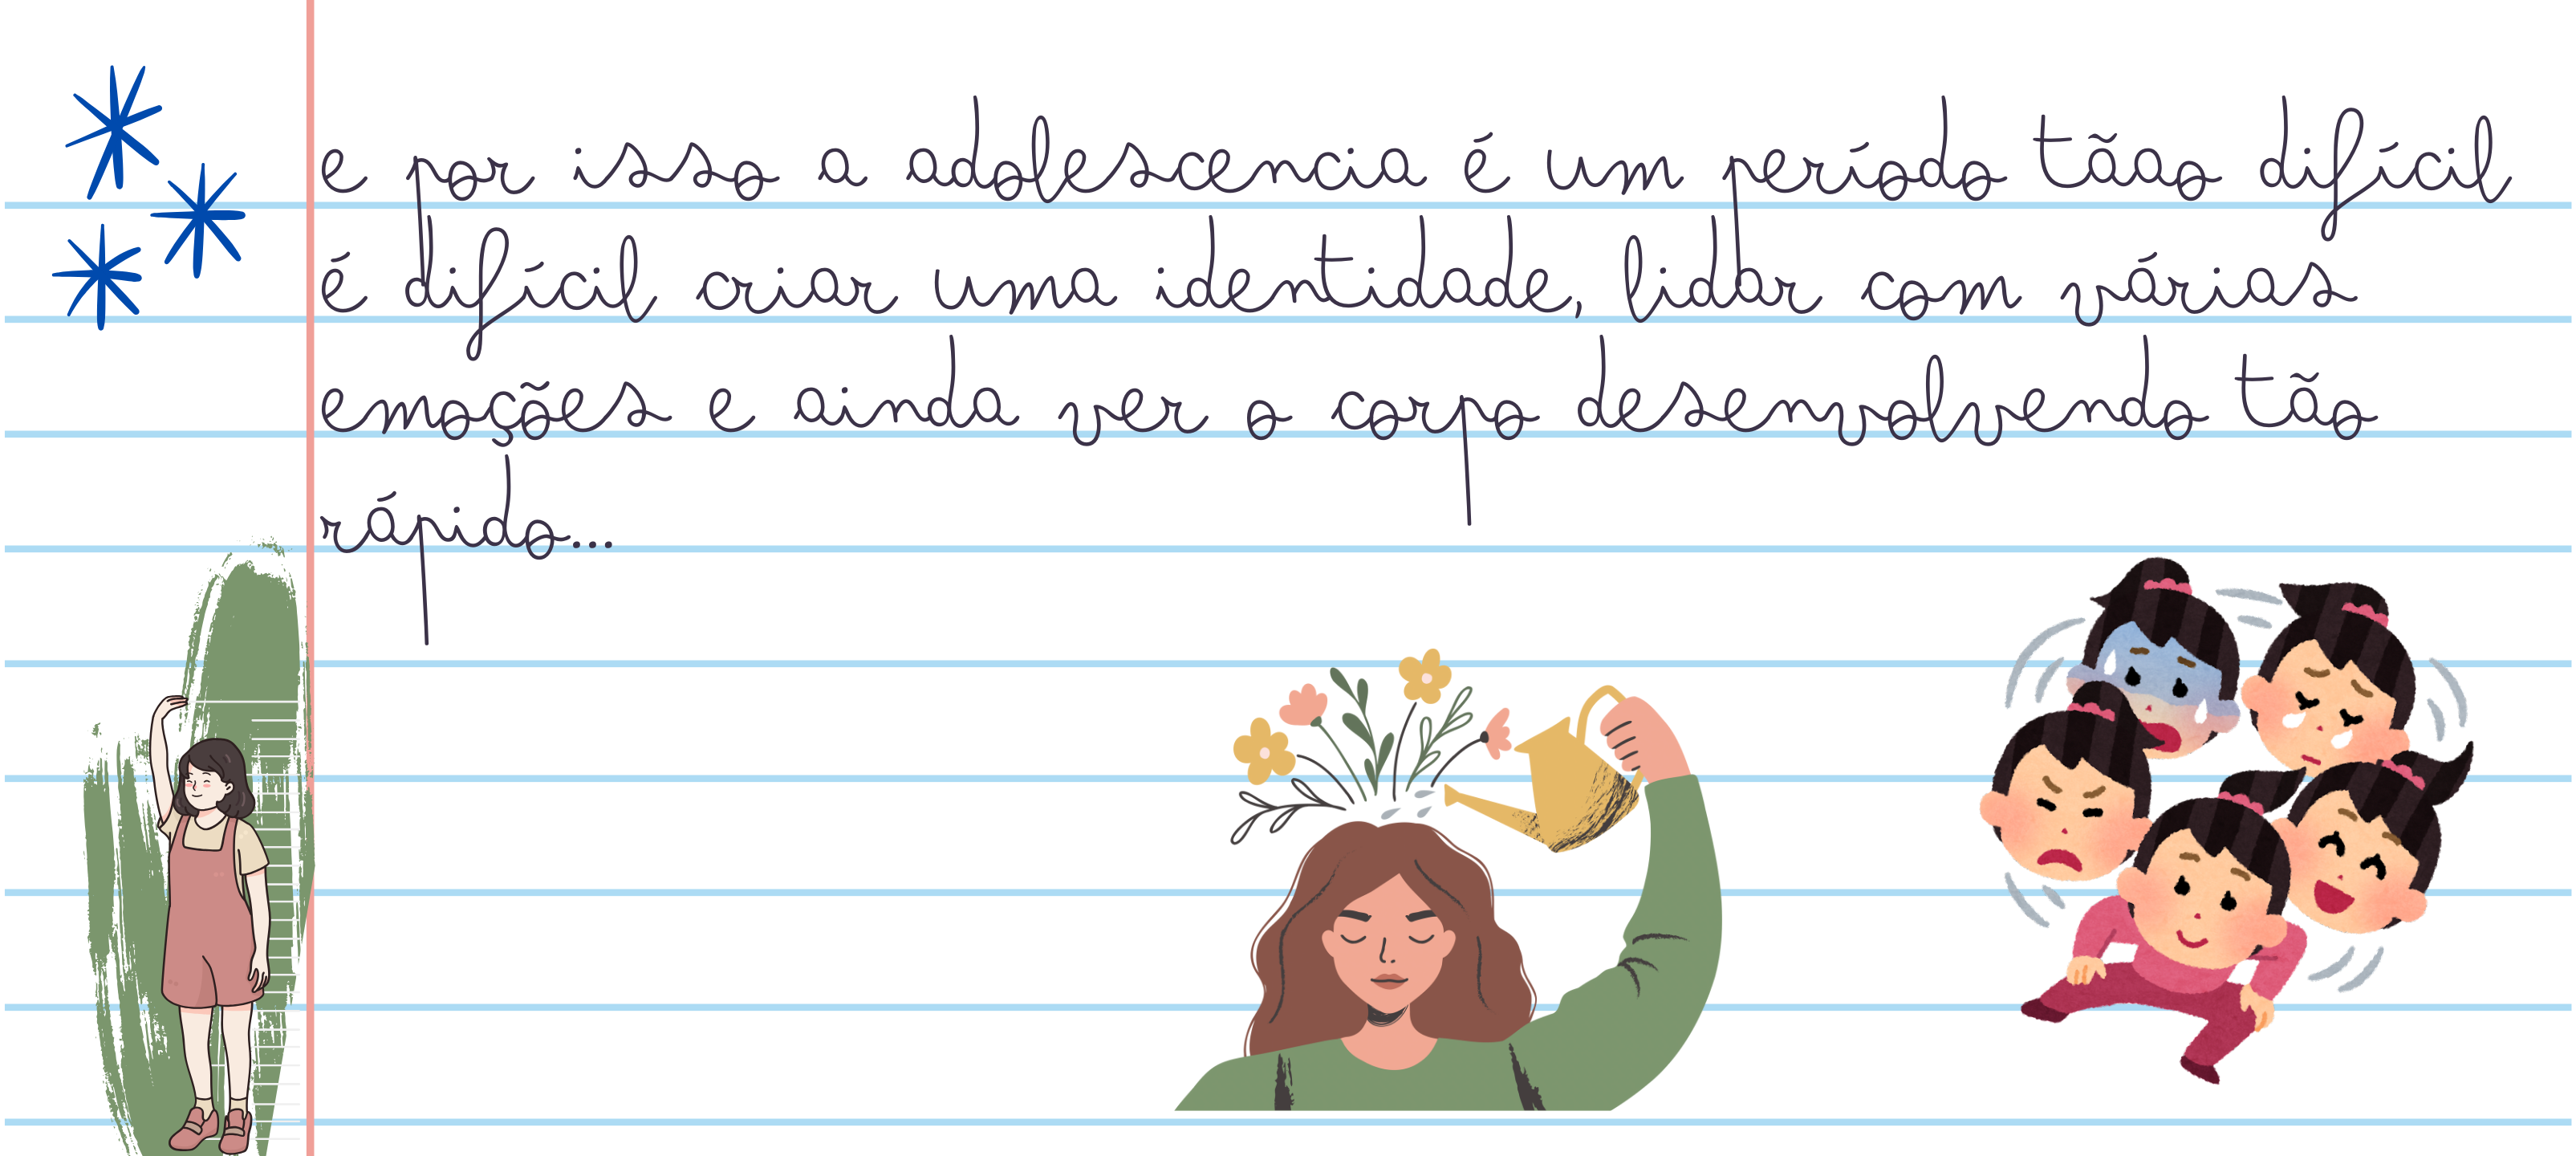 e por isso a adolescencia é um período tãao difícil
é difícil criar uma identidade, lidar com várias
emoções e ainda ver o corpo desenvolvendo tão
rápido...